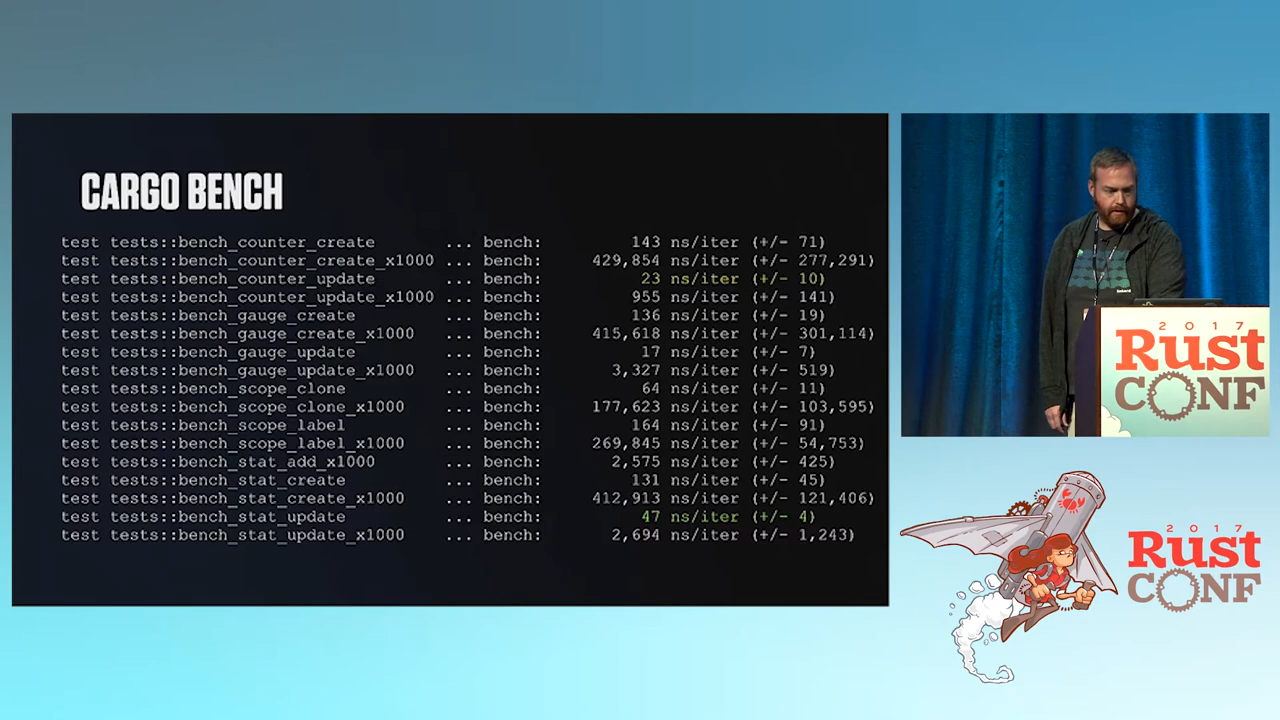 CARGO BENCH
test tests::bench_counter_create ... bench: 143 ns/iter (+/- 71)
test tests::bench_counter_create_x1000 ... bench: 429,854 ns/iter (+/- 277,291)
test tests::bench_counter_update ... bench: 23 ns/iter (+/- 10)
test tests::bench_counter_update_x1000 ... bench: 955 ns/iter (+/- 141)
test tests::bench_gauge_create ... bench: 136 ns/iter (+/- 19)
test tests::bench_gauge_create_x1000 ... bench: 415,618 ns/iter (+/- 301,114)
test tests::bench_gauge_update ... bench: 17 ns/iter (+/- 7)
test tests::bench_gauge_update_x1000 ... bench: 3,327 ns/iter (+/- 519)
test tests::bench_scope_clone ... bench: 64 ns/iter (+/- 11)
test tests::bench_scope_clone_x1000 ... bench: 177,623 ns/iter (+/- 103,595)
test tests::bench_scope_label ... bench: 164 ns/iter (+/- 91)
test tests::bench_scope_label_x1000 ... bench: 269,845 ns/iter (+/- 54,753)
test tests::bench_stat_add_x1000 ... bench: 2,575 ns/iter (+/- 425)
test tests::bench_stat_create ... bench: 131 ns/iter (+/- 45)
test tests::bench_stat_create_x1000 ... bench: 412,913 ns/iter (+/- 121,406)
test tests::bench_stat_update ... bench: 47 ns/iter (+/- 4)
test tests::bench_stat_update_x1000 ... bench: 2,694 ns/iter (+/- 1,243)
2017
Rust
CONF
2017
Rust
CONF